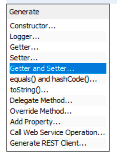 Generate
Constructor...
Logger...
Getter...
Setter...
Getter and Setter...
equals() and hashCode()...
toString()...
Delegate Method...
Override Method...
Add Property...
Call Web Service Operation...
Generate REST Client...